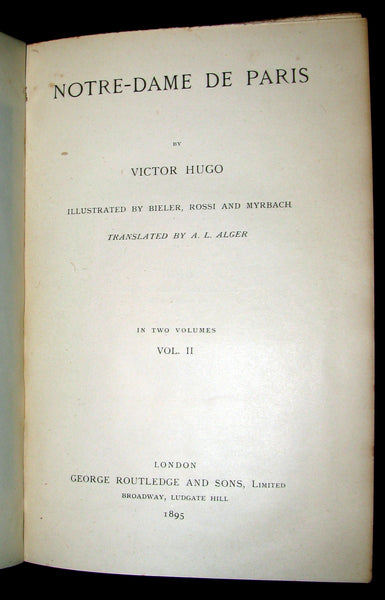 NOTRE-DAME DE PARIS
BY
VICTOR HUGO
ILLUSTRATED BY BIELER, ROSSI AND MYRBACH
TRANSLATED BY A. L. ALGER
IN TWO VOLUMES
VOL. II
LONDON
GEORGE ROUTLEDGE AND SONS, LIMITED
BROADWAY, LUDGATE HILL
1895